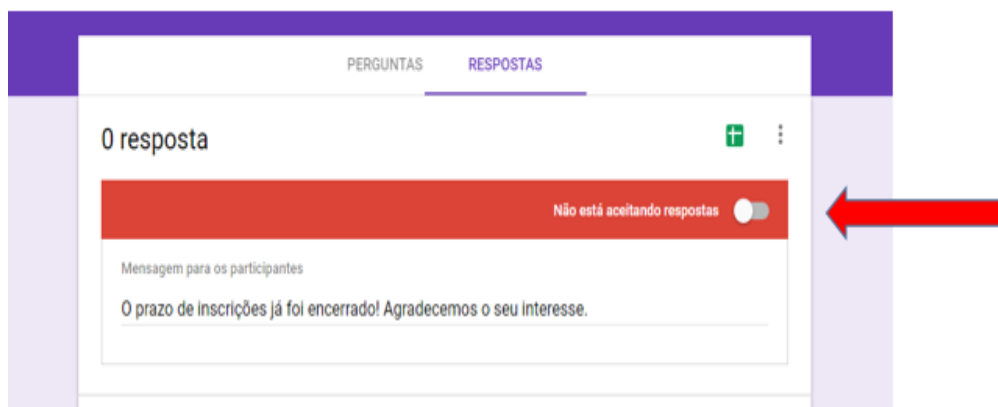 PERGUNTAS RESPOSTAS
0 resposta
Não está aceitando respostas
Mensagem para os participantes
O prazo de inscrições já foi encerrado! Agradecemos o seu interesse.